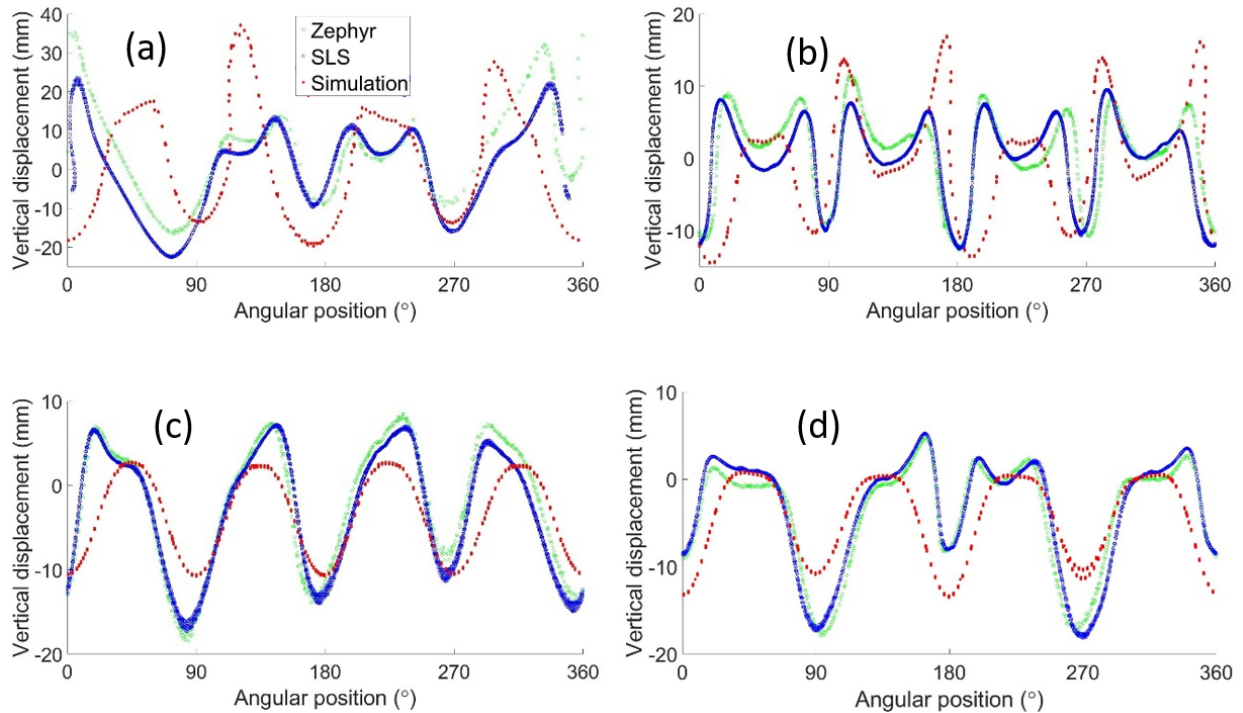 (a)
Zephyr
SLS
Simulation
Vertical displacement (mm)
40
30
20
10
0
-10
-20
0 90 180 270 360
Angular position (°)
(b)
Vertical displacement (mm)
20
10
0
-10
0 90 180 270 360
Angular position (°)
(c)
Vertical displacement (mm)
10
0
-10
-20
0 90 180 270 360
Angular position (°)
(d)
Vertical displacement (mm)
10
0
-10
-20
0 90 180 270 360
Angular position (°)